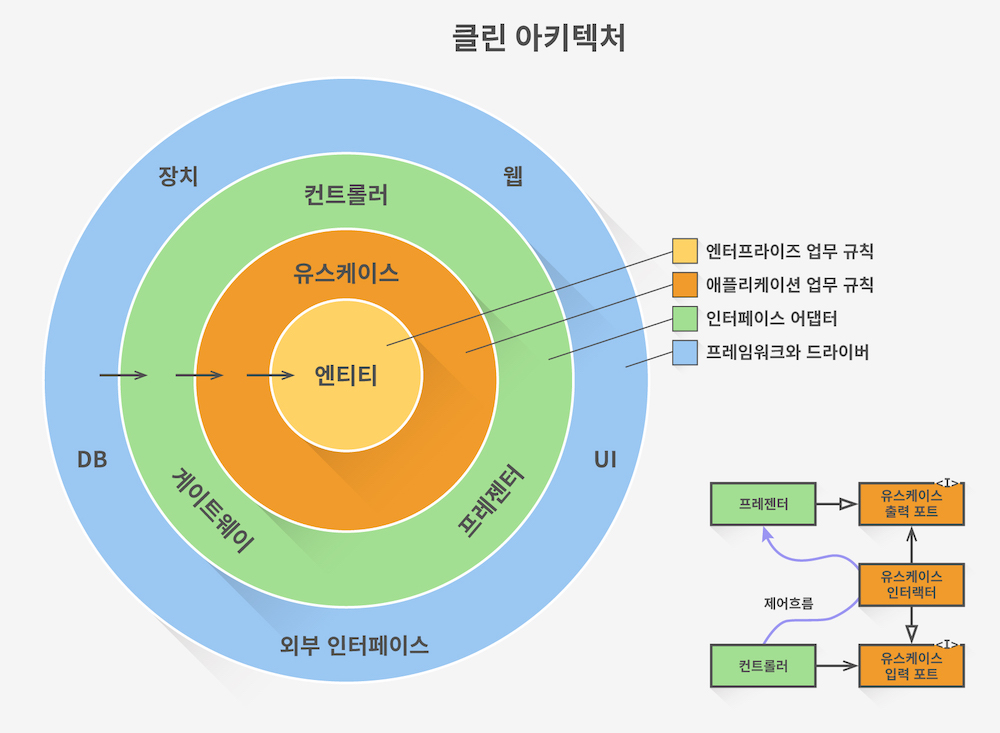 클린 아키텍처
장치
웹
컨트롤러
유스케이스
엔티티
DB
UI
게이트웨이
프레젠터
외부 인터페이스
엔터프라이즈 업무 규칙
애플리케이션 업무 규칙
인터페이스 어댑터
프레임워크와 드라이버
프레젠터
<I>
유스케이스
출력 포트
유스케이스
인터랙터
제어흐름
컨트롤러
<I>
유스케이스
입력 포트